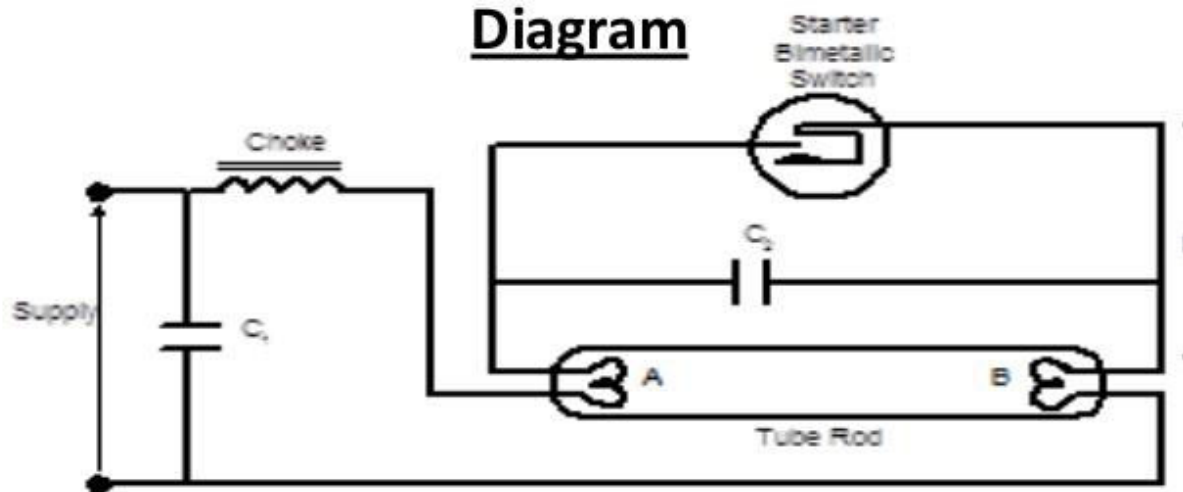 Diagram
Starter
Bimetallic
Switch
Choke
C₂
Supply
C₁
A
B
Tube Rod